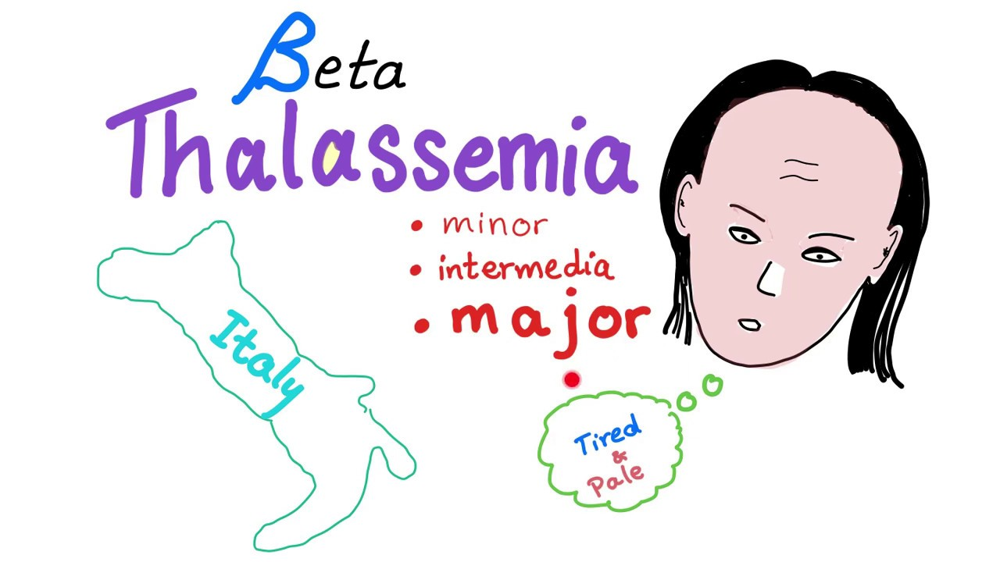 Beta
Thalassemia
• minor
• intermedia
• major
Italy
Tired
&
Pale